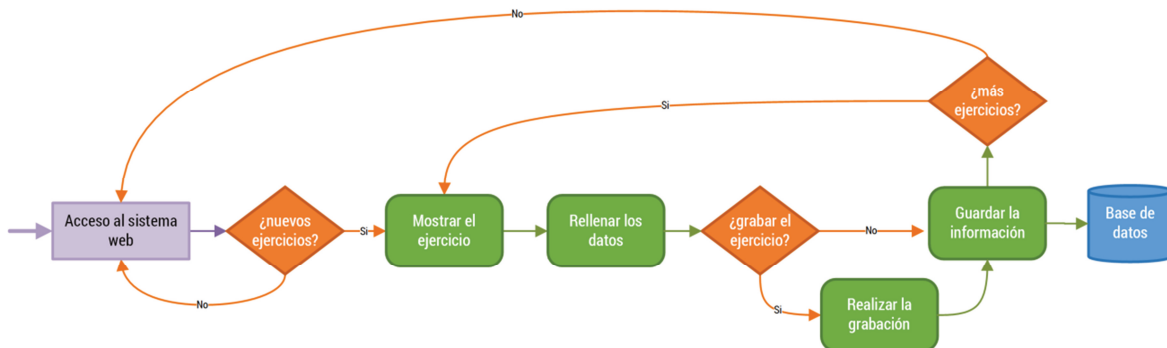 No
¿más
ejercicios?
Si
Acceso al sistema
web
¿nuevos
ejercicios?
Si
Mostrar el
ejercicio
Rellenar los
datos
¿grabar el
ejercicio?
No
Guardar la
información
Base de
datos
No
Si
Realizar la
grabación